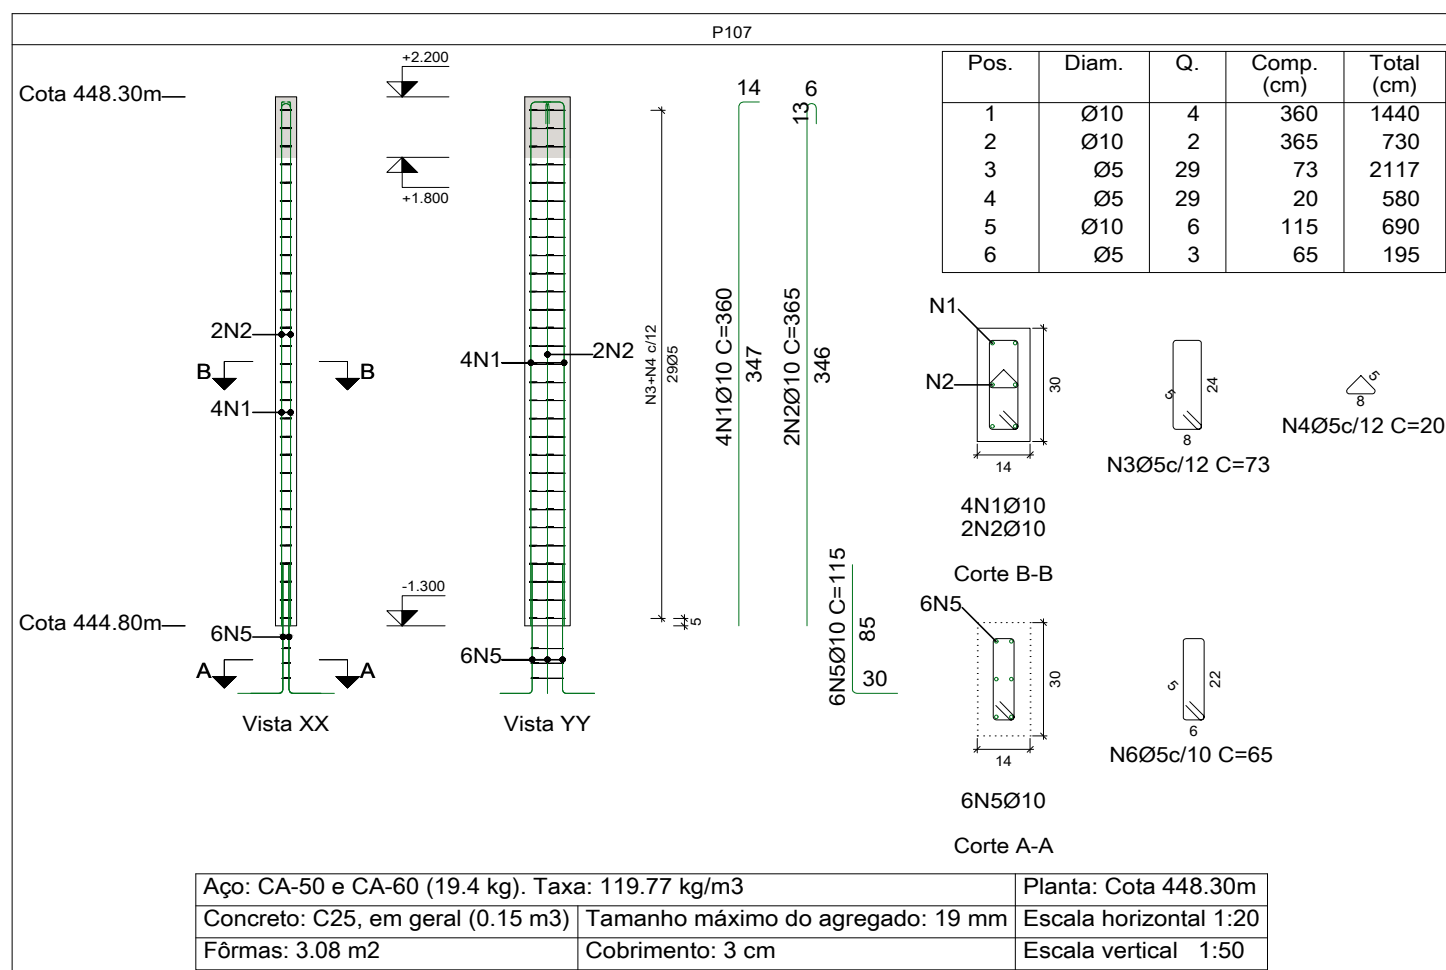 P107
Cota 448.30m
+2.200
+1.800
2N2
B B
4N1
-1.300
Cota 444.80m
6N5
A A
Vista XX
4N1
2N2
6N5
Vista YY
N3+N4 c/12
29Ø5
5
14
4N1Ø10 C=360
347
6
13
2N2Ø10 C=365
346
6N5Ø10 C=115
85
30
Pos. Diam. Q. Comp. (cm) Total (cm)
1 Ø10 4 360 1440
2 Ø10 2 365 730
3 Ø5 29 73 2117
4 Ø5 29 20 580
5 Ø10 6 115 690
6 Ø5 3 65 195
N1
N2
30
14
4N1Ø10
2N2Ø10
Corte B-B
5
24
8
N3Ø5c/12 C=73
5
8
N4Ø5c/12 C=20
6N5
30
14
6N5Ø10
Corte A-A
5
22
6
N6Ø5c/10 C=65
Aço: CA-50 e CA-60 (19.4 kg). Taxa: 119.77 kg/m3 Planta: Cota 448.30m
Concreto: C25, em geral (0.15 m3) Tamanho máximo do agregado: 19 mm Escala horizontal 1:20
Fôrmas: 3.08 m2 Cobrimento: 3 cm Escala vertical 1:50